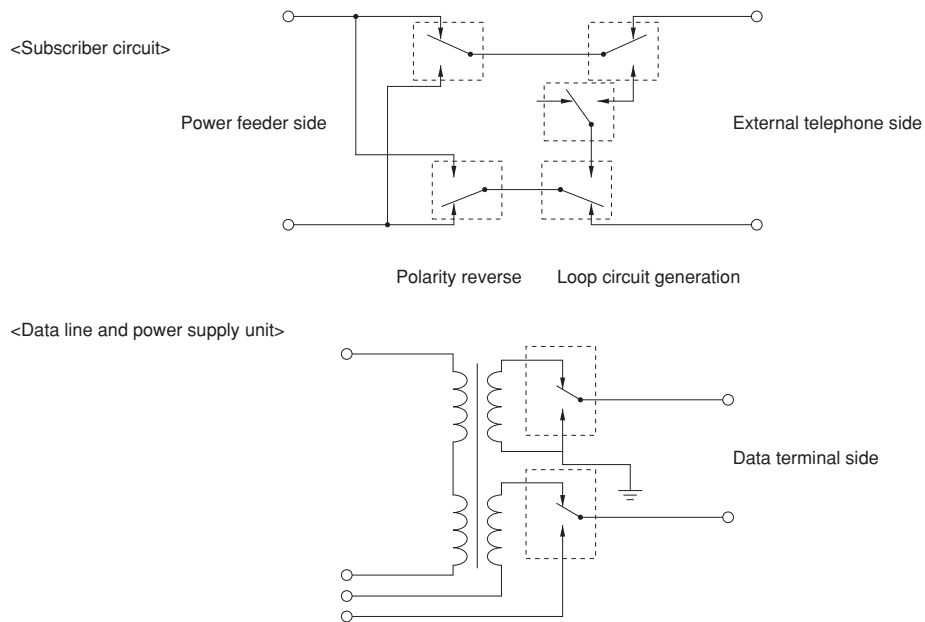 <Subscriber circuit>
Power feeder side
External telephone side
Polarity reverse
Loop circuit generation
<Data line and power supply unit>
Data terminal side